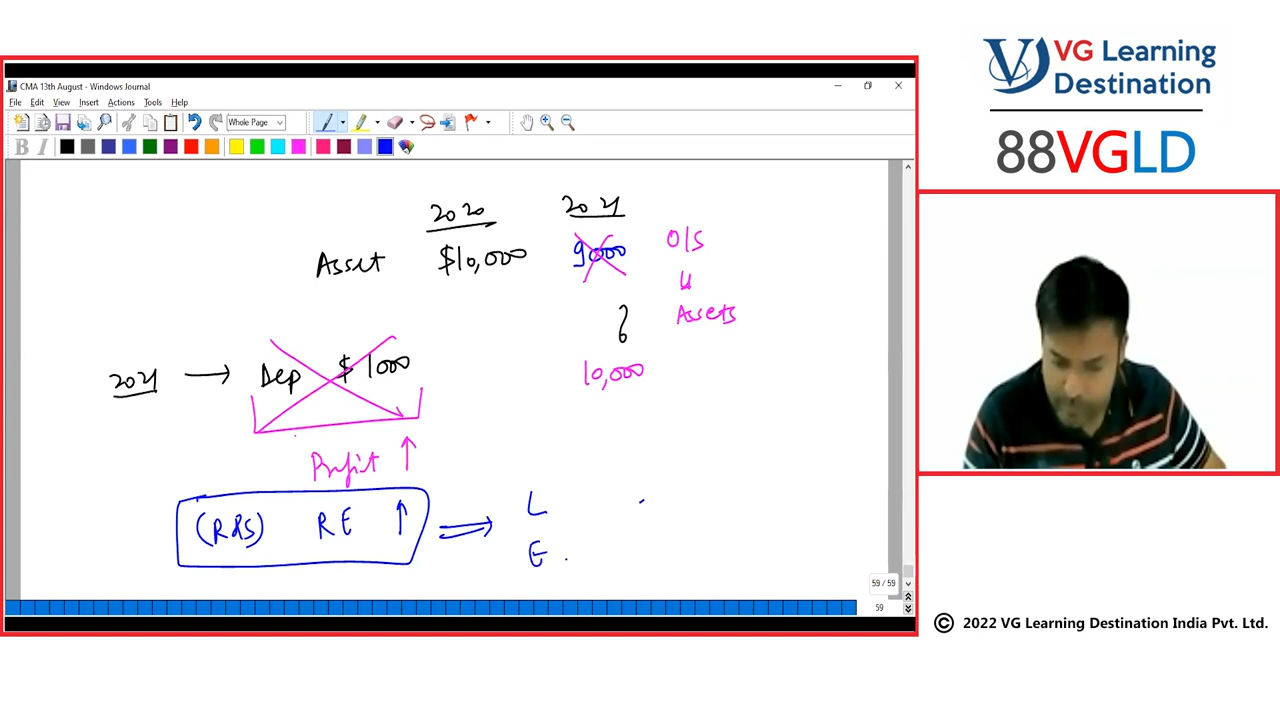 CMA 13th August - Windows Journal
File Edit View Insert Actions Tools Help
Whole Page
B I
2020 2021
Asset $10,000 9000 O/S
Assets
?
10,000
2021 → Dep $1000
Profit ↑
(R&S) RE ↑ ⇒ L
E
59 / 59
59
VG Learning
Destination
88VGLD
© 2022 VG Learning Destination India Pvt. Ltd.